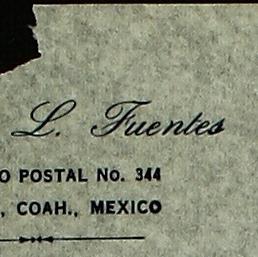 L. Fuentes
O POSTAL No. 344
, COAH., MEXICO